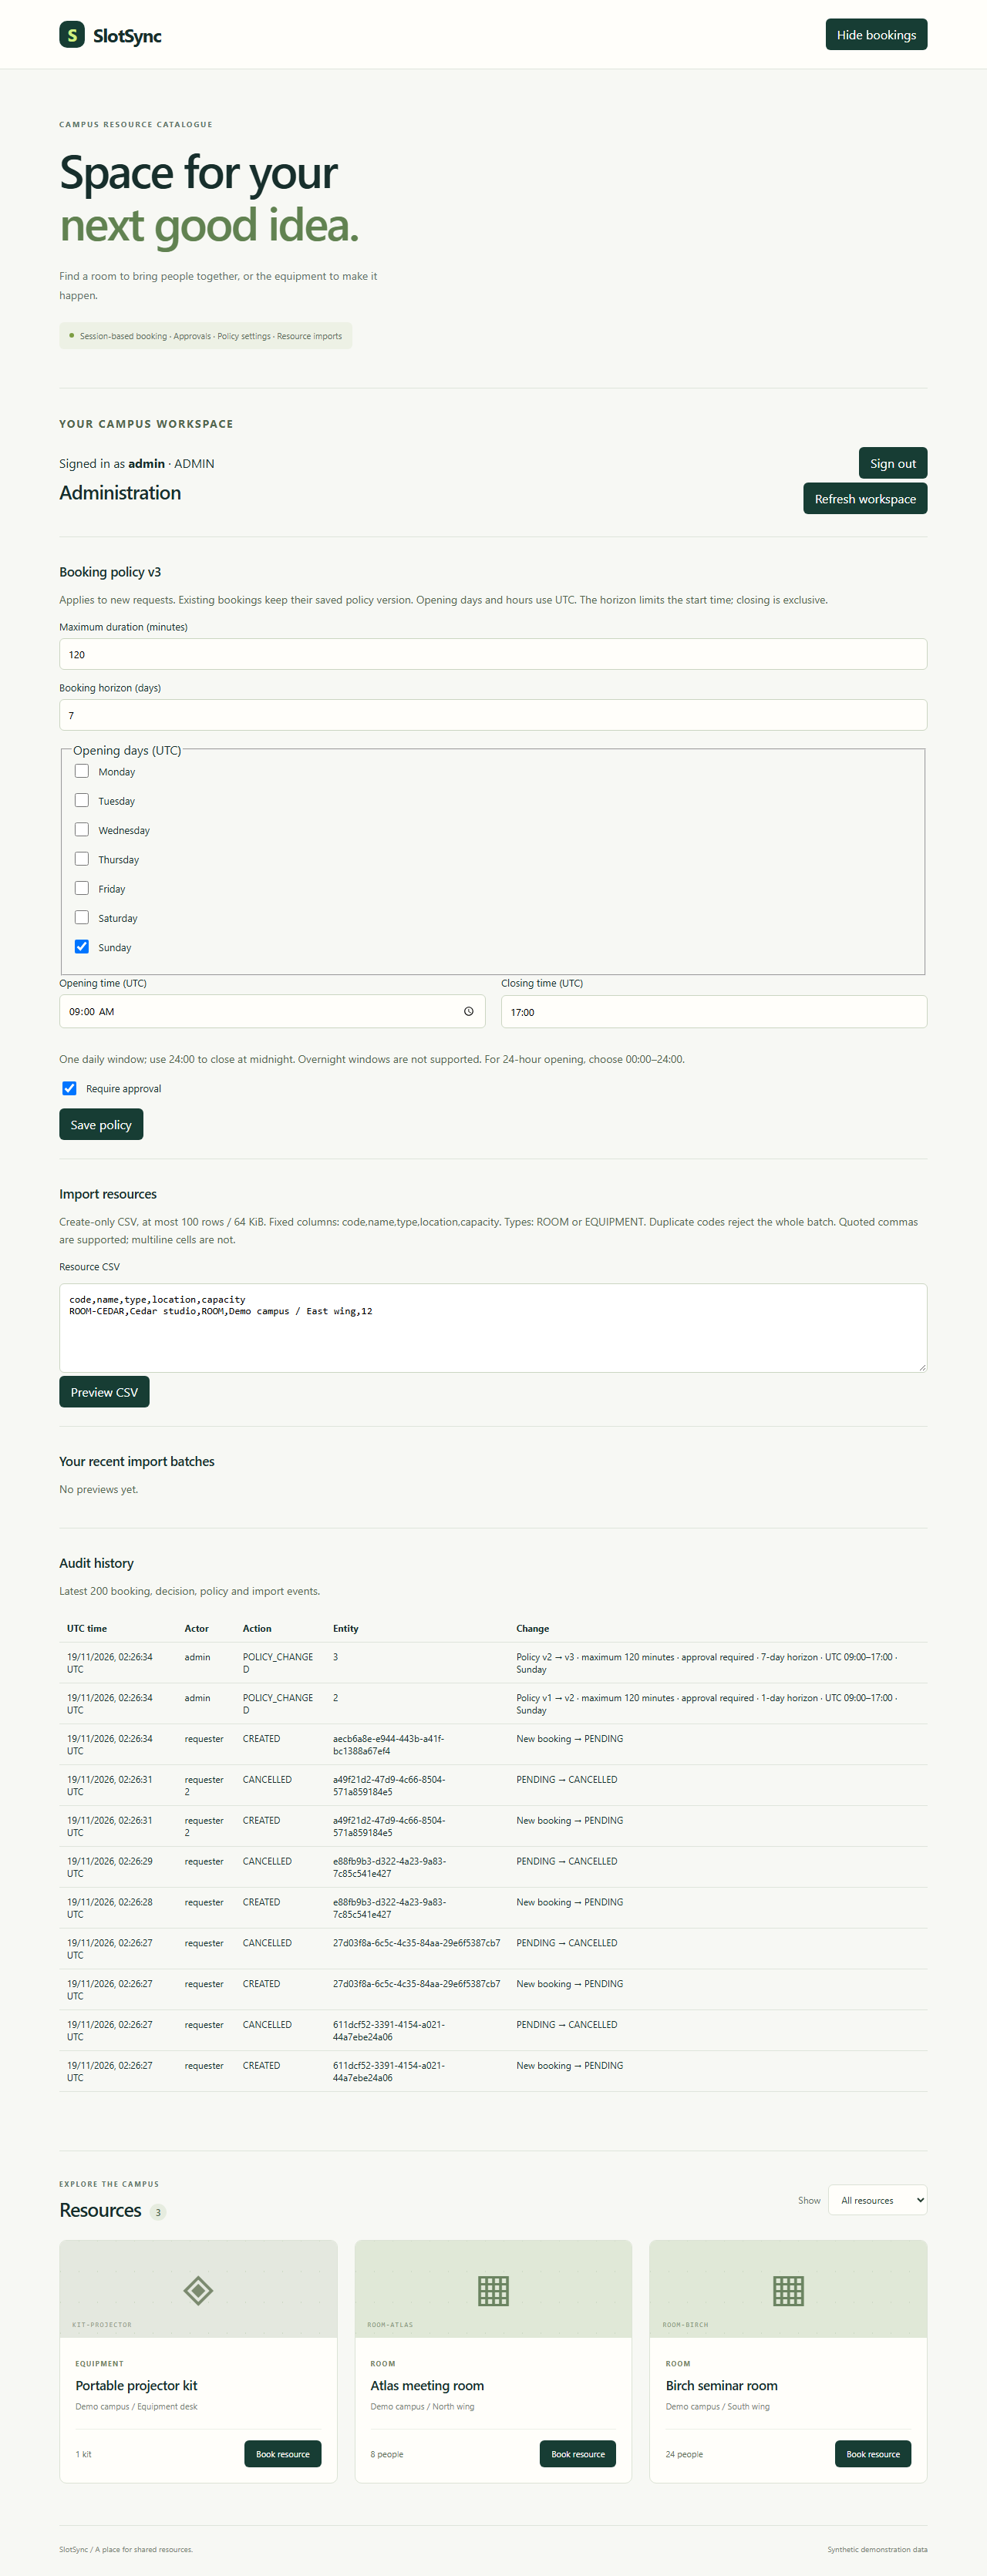 S SlotSync
Hide bookings
CAMPUS RESOURCE CATALOGUE
Space for your
next good idea.
Find a room to bring people together, or the equipment to make it
happen.
Session-based booking · Approvals · Policy settings · Resource imports
YOUR CAMPUS WORKSPACE
Signed in as admin · ADMIN
Sign out
Administration
Refresh workspace
Booking policy v3
Applies to new requests. Existing bookings keep their saved policy version. Opening days and hours use UTC. The horizon limits the start time; closing is exclusive.
Maximum duration (minutes)
120
Booking horizon (days)
7
Opening days (UTC)
Monday
Tuesday
Wednesday
Thursday
Friday
Saturday
Sunday
Opening time (UTC) Closing time (UTC)
09:00 AM 17:00
One daily window; use 24:00 to close at midnight. Overnight windows are not supported. For 24-hour opening, choose 00:00–24:00.
Require approval
Save policy
Import resources
Create-only CSV, at most 100 rows / 64 KiB. Fixed columns: code,name,type,location,capacity. Types: ROOM or EQUIPMENT. Duplicate codes reject the whole batch. Quoted commas
are supported; multiline cells are not.
Resource CSV
code,name,type,location,capacity
ROOM-CEDAR,Cedar studio,ROOM,Demo campus / East wing,12
Preview CSV
Your recent import batches
No previews yet.
Audit history
Latest 200 booking, decision, policy and import events.
UTC time Actor Action Entity Change
19/11/2026, 02:26:34 admin POLICY_CHANGE 3 Policy v2 → v3 · maximum 120 minutes · approval required · 7-day horizon · UTC 09:00–17:00 ·
UTC D Sunday
19/11/2026, 02:26:34 admin POLICY_CHANGE 2 Policy v1 → v2 · maximum 120 minutes · approval required · 1-day horizon · UTC 09:00–17:00 ·
UTC D Sunday
19/11/2026, 02:26:34 requester CREATED aecb6a8e-e944-443b-a41f- New booking → PENDING
UTC bc1388a67ef4
19/11/2026, 02:26:31 requester CANCELLED a49f21d2-47d9-4c66-8504- PENDING → CANCELLED
UTC 2 571a859184e5
19/11/2026, 02:26:31 requester CREATED a49f21d2-47d9-4c66-8504- New booking → PENDING
UTC 2 571a859184e5
19/11/2026, 02:26:29 requester CANCELLED e88fb9b3-d322-4a23-9a83- PENDING → CANCELLED
UTC 7c85c541e427
19/11/2026, 02:26:28 requester CREATED e88fb9b3-d322-4a23-9a83- New booking → PENDING
UTC 7c85c541e427
19/11/2026, 02:26:27 requester CANCELLED 27d03f8a-6c5c-4c35-84aa-29e6f5387cb7 PENDING → CANCELLED
UTC
19/11/2026, 02:26:27 requester CREATED 27d03f8a-6c5c-4c35-84aa-29e6f5387cb7 New booking → PENDING
UTC
19/11/2026, 02:26:27 requester CANCELLED 611dcf52-3391-4154-a021- PENDING → CANCELLED
UTC 44a7ebe24a06
19/11/2026, 02:26:27 requester CREATED 611dcf52-3391-4154-a021- New booking → PENDING
UTC 44a7ebe24a06
EXPLORE THE CAMPUS
Resources 3
Show All resources
KIT-PROJECTOR
EQUIPMENT
Portable projector kit
Demo campus / Equipment desk
1 kit
Book resource
ROOM-ATLAS
ROOM
Atlas meeting room
Demo campus / North wing
8 people
Book resource
ROOM-BIRCH
ROOM
Birch seminar room
Demo campus / South wing
24 people
Book resource
SlotSync / A place for shared resources.
Synthetic demonstration data